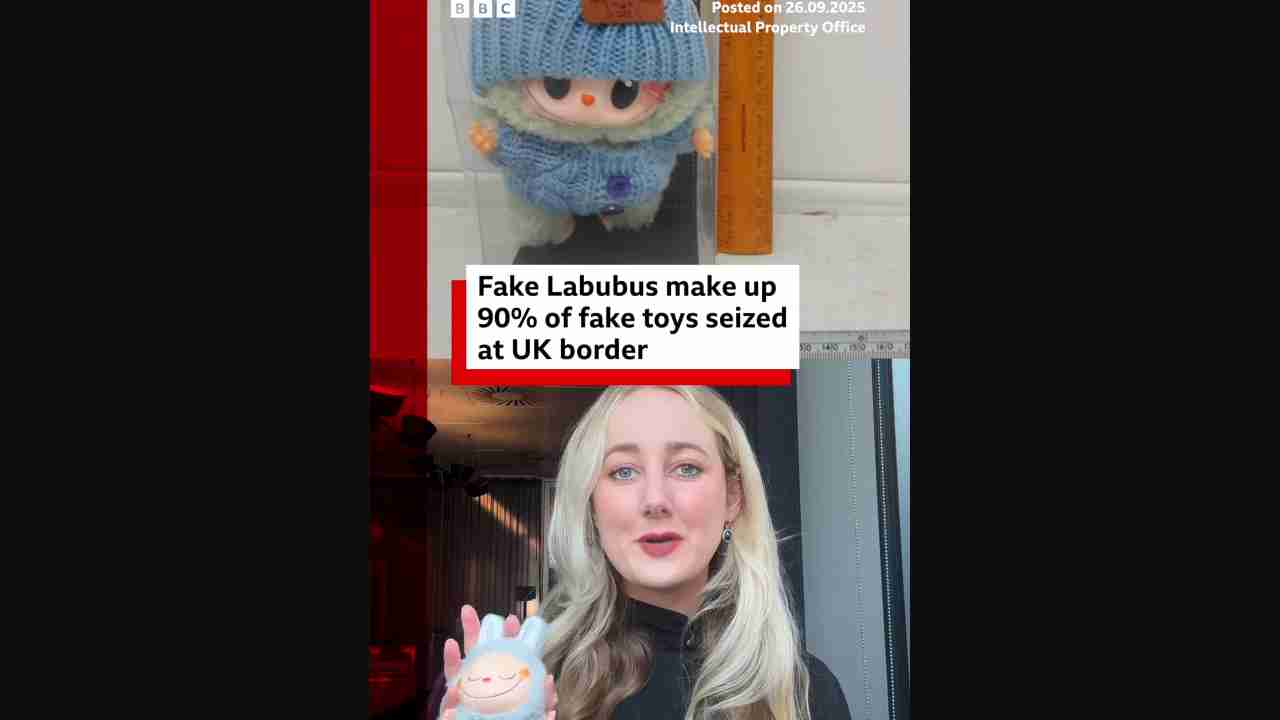 BBC
Posted on 26.09.2025
Intellectual Property Office
Fake Labubus make up
90% of fake toys seized
at UK border